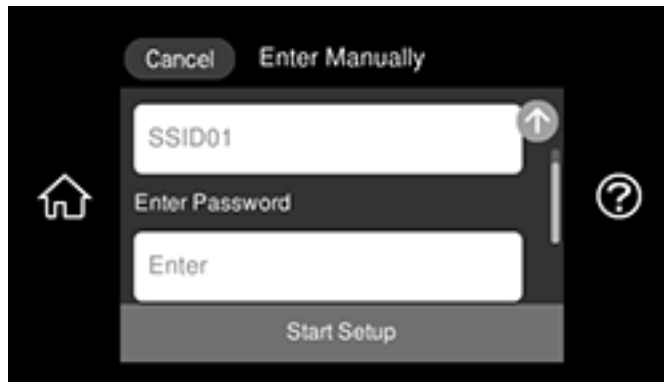 Cancel Enter Manually
SSID01
Enter Password
Enter
Start Setup